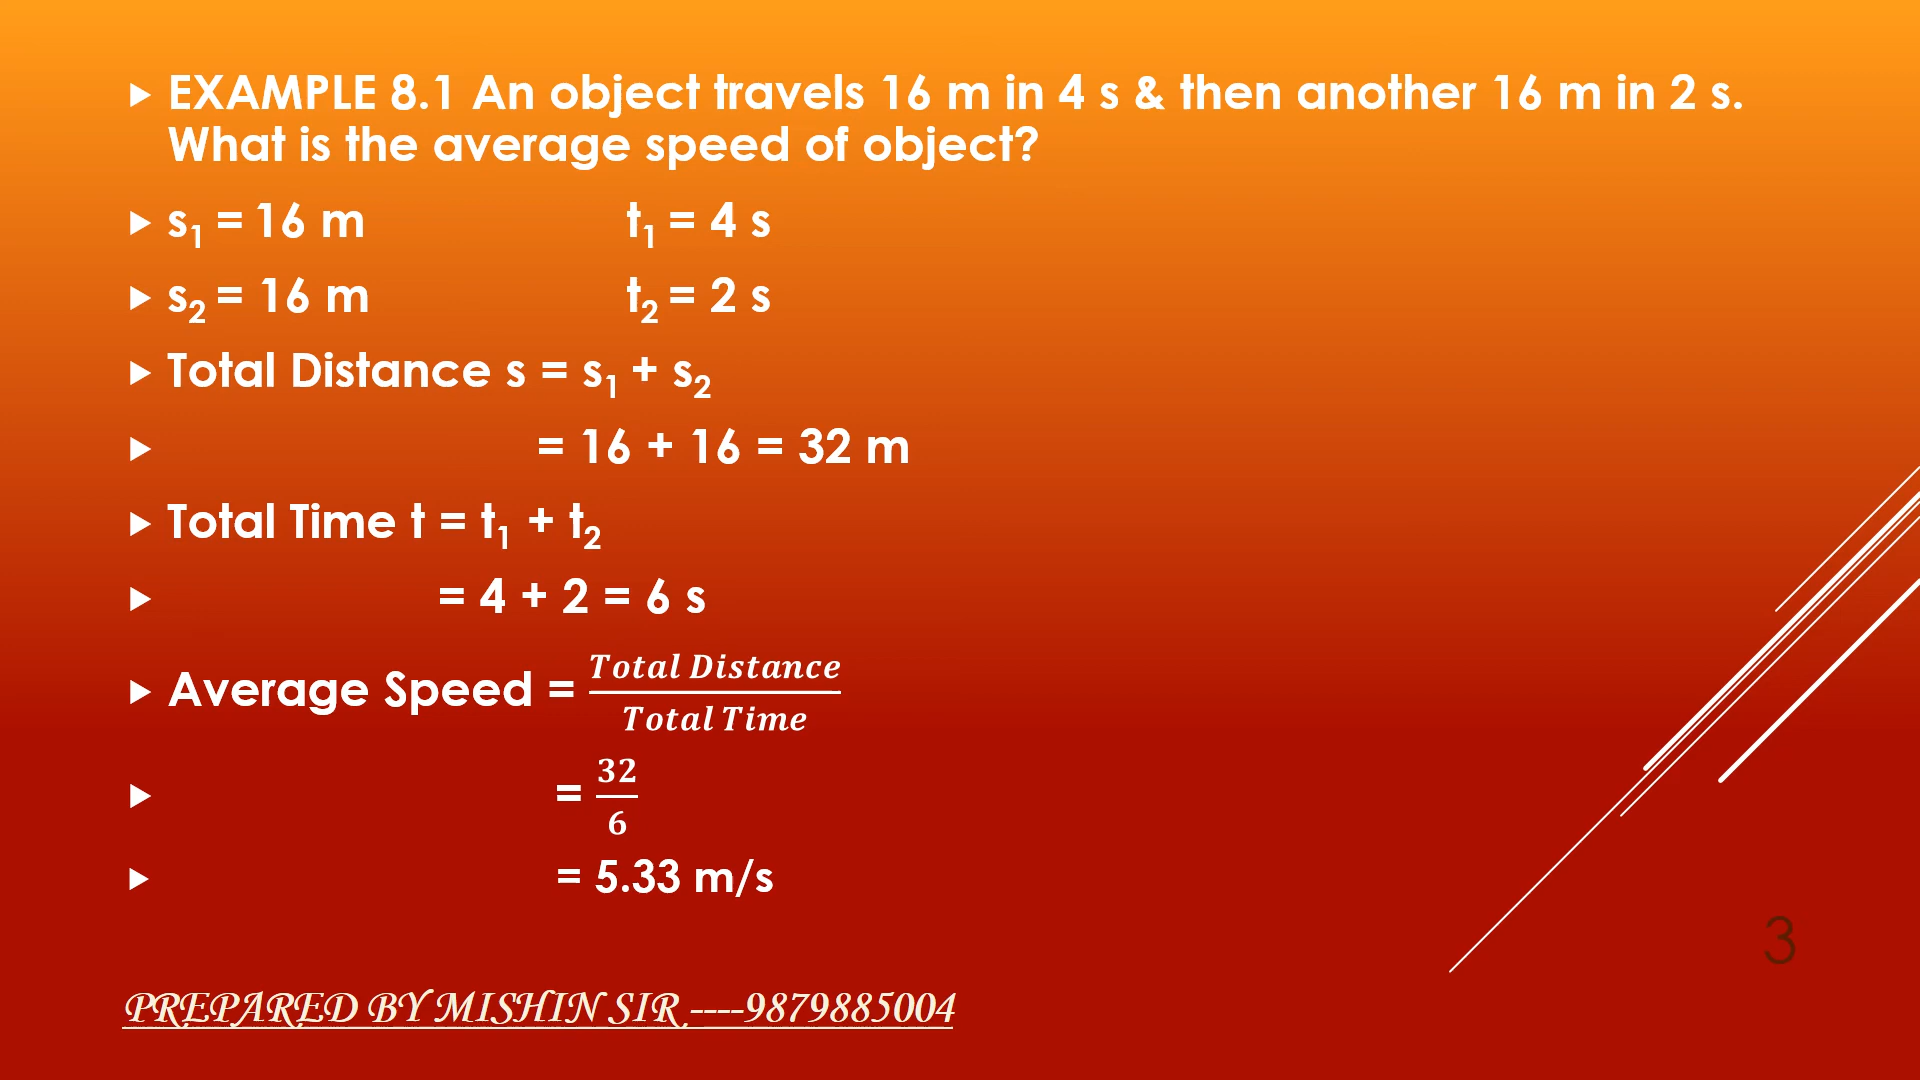 EXAMPLE 8.1 An object travels 16 m in 4 s & then another 16 m in 2 s.
What is the average speed of object?
s₁ = 16 m t₁ = 4 s
s₂ = 16 m t₂ = 2 s
Total Distance s = s₁ + s₂
= 16 + 16 = 32 m
Total Time t = t₁ + t₂
= 4 + 2 = 6 s
Average Speed = Total Distance / Total Time
= 32 / 6
= 5.33 m/s
3
PREPARED BY MISHIN SIR ----9879885004